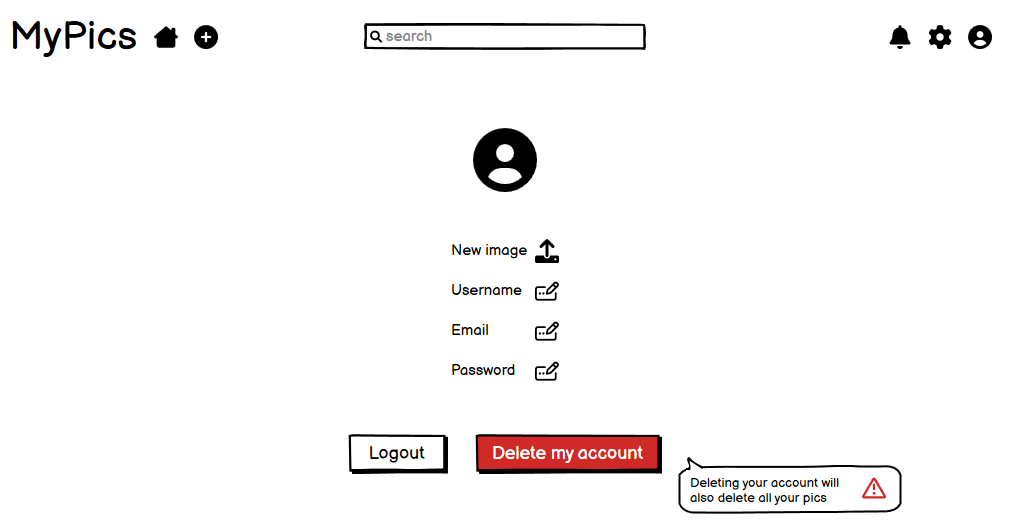 MyPics
search
New image
Username
Email
Password
Logout
Delete my account
Deleting your account will
also delete all your pics